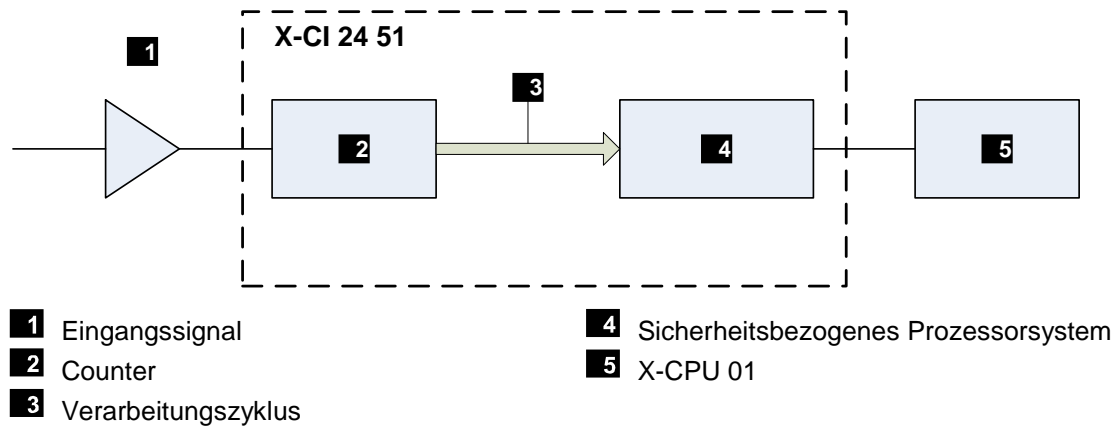 X-CI 24 51
1
2
3
4
5
1 Eingangssignal
2 Counter
3 Verarbeitungszyklus
4 Sicherheitsbezogenes Prozessorsystem
5 X-CPU 01